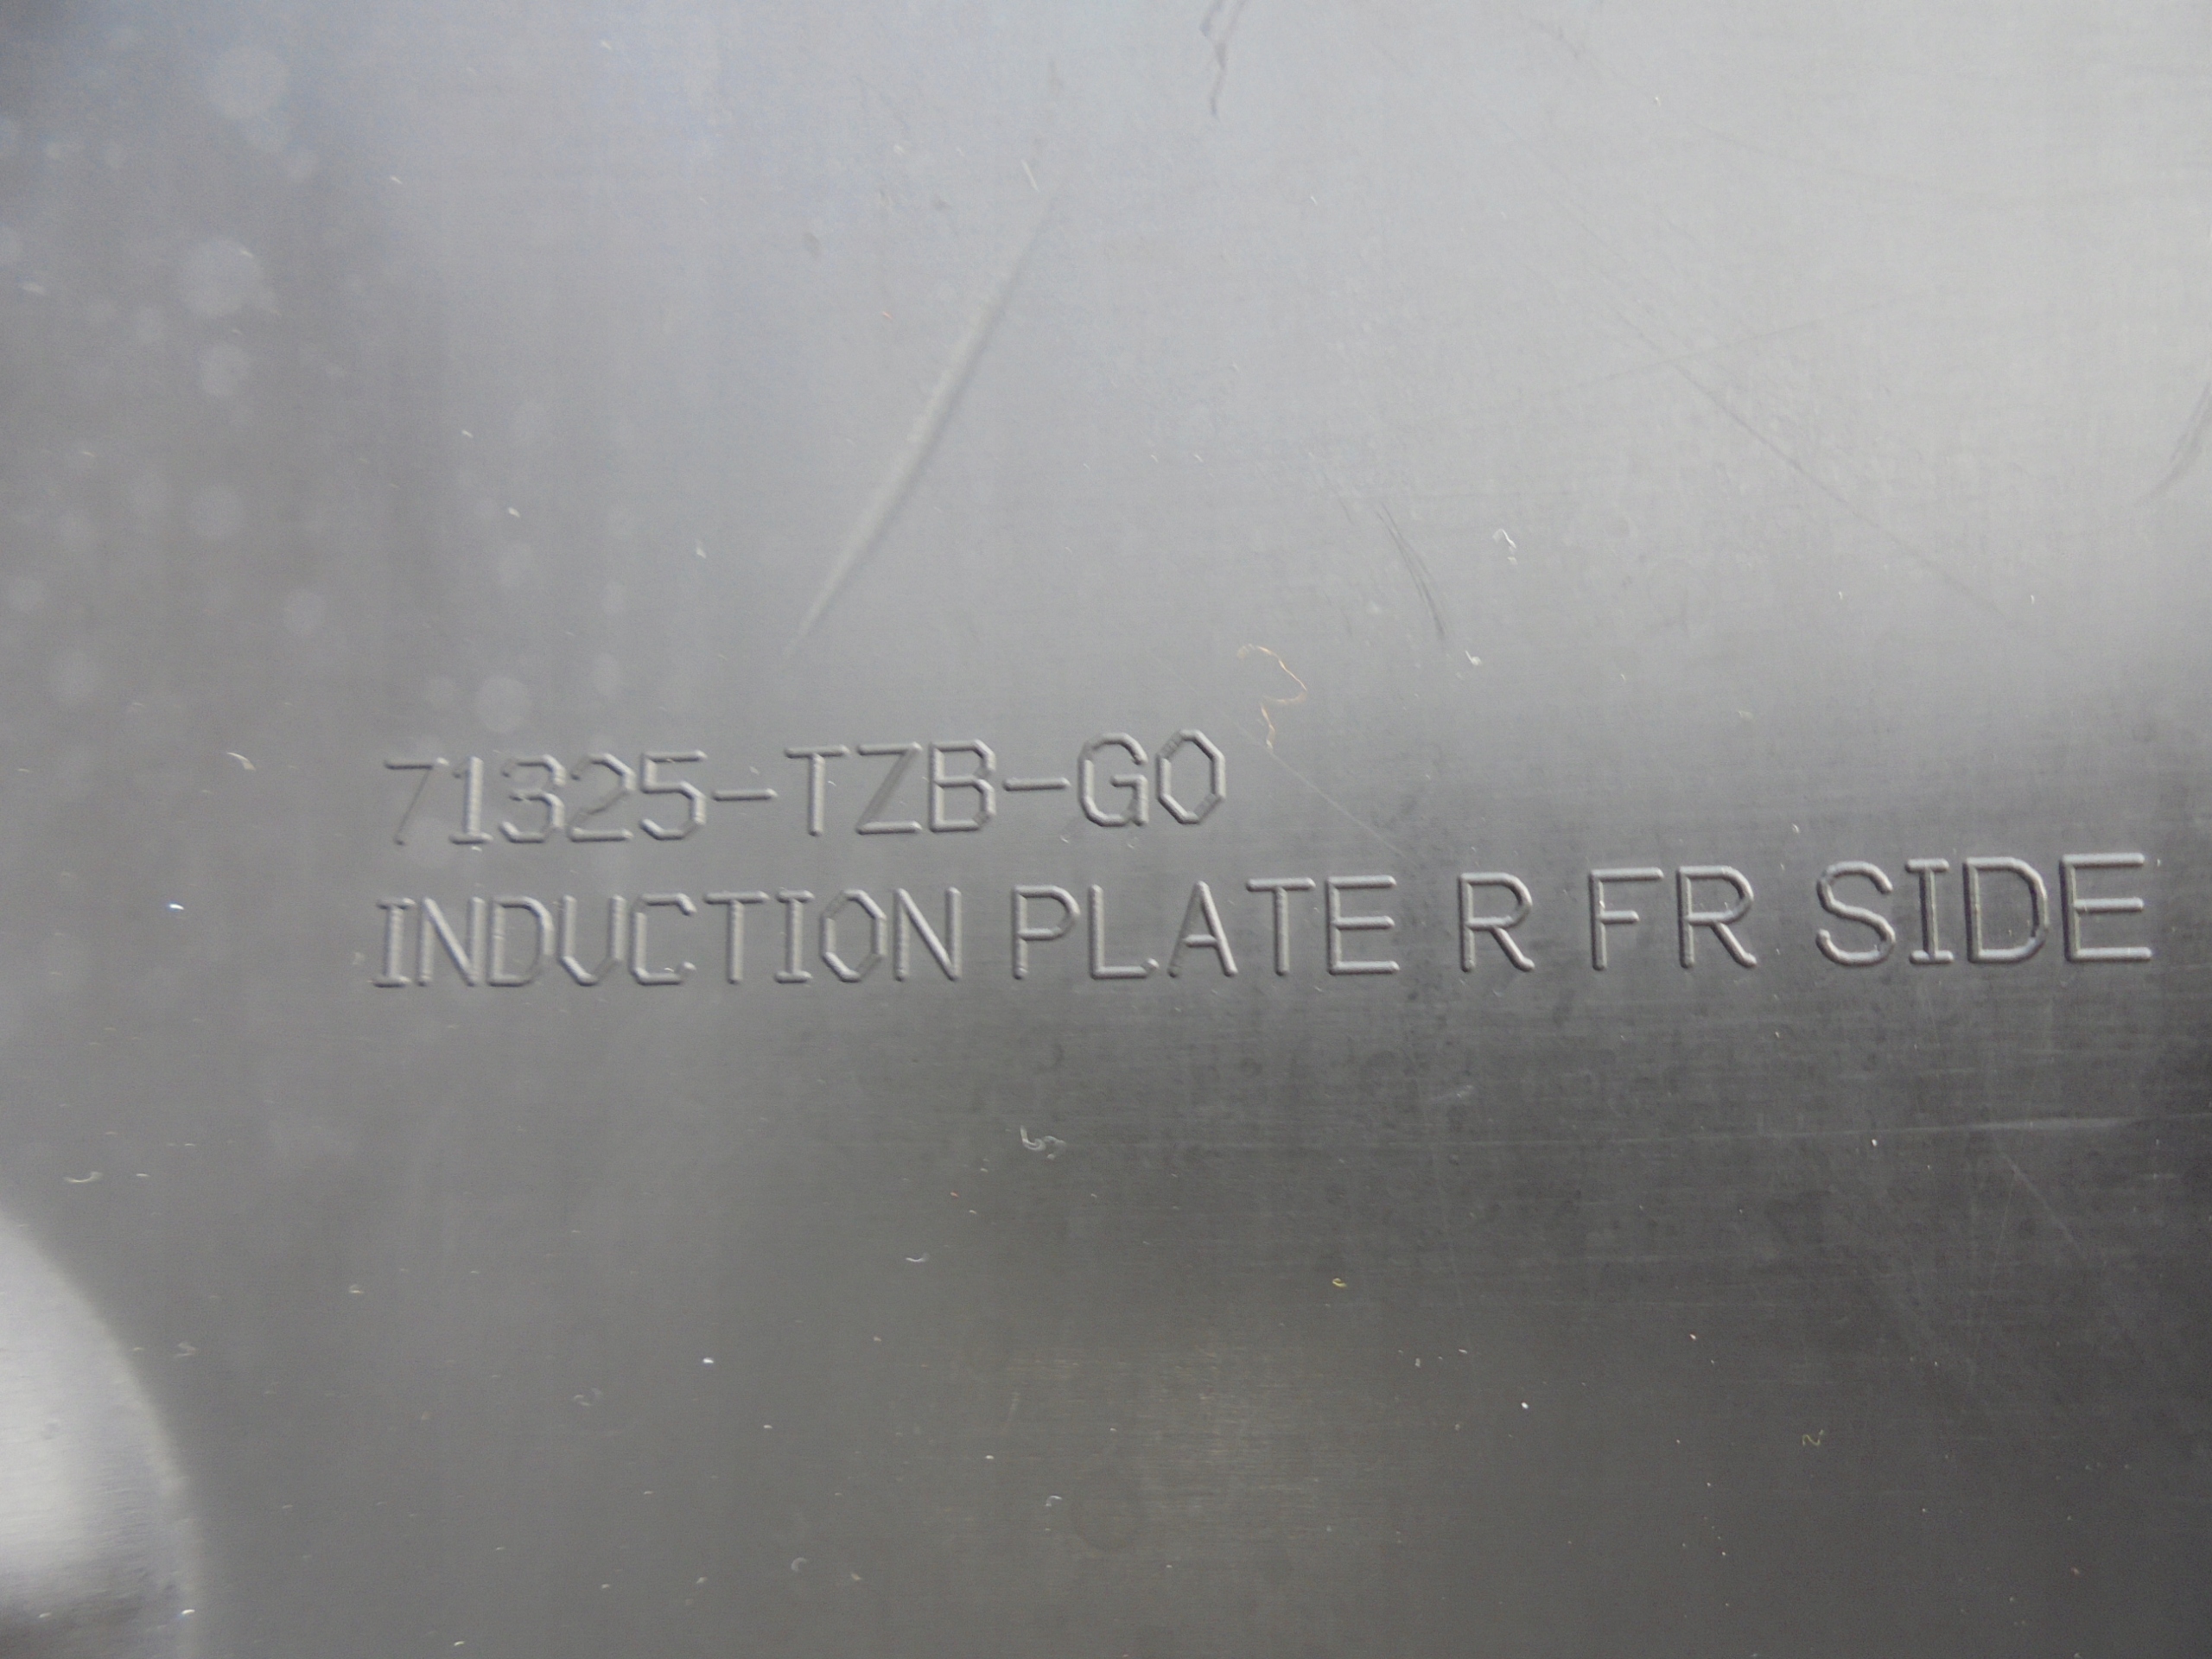 71325-TZB-G0
INDUCTION PLATE R FR SIDE